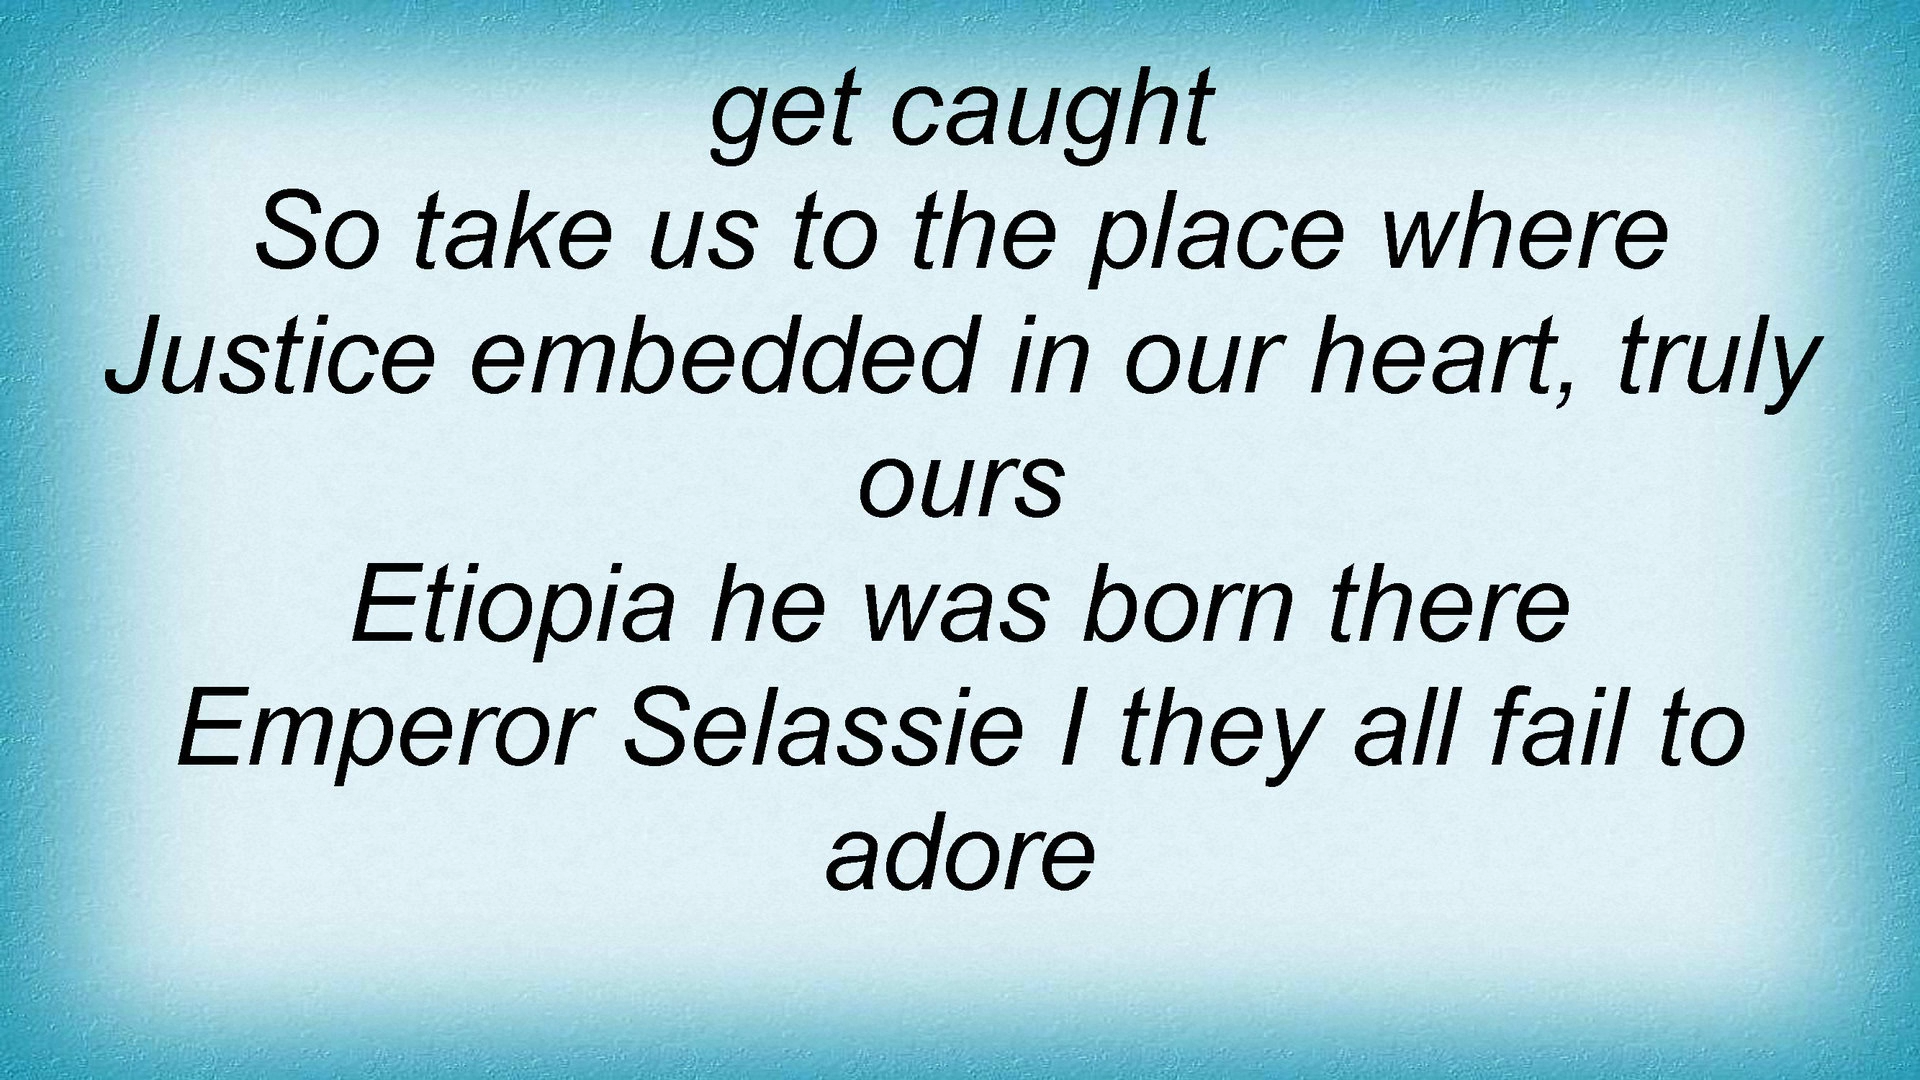 get caught
So take us to the place where
Justice embedded in our heart, truly
ours
Etiopia he was born there
Emperor Selassie I they all fail to
adore